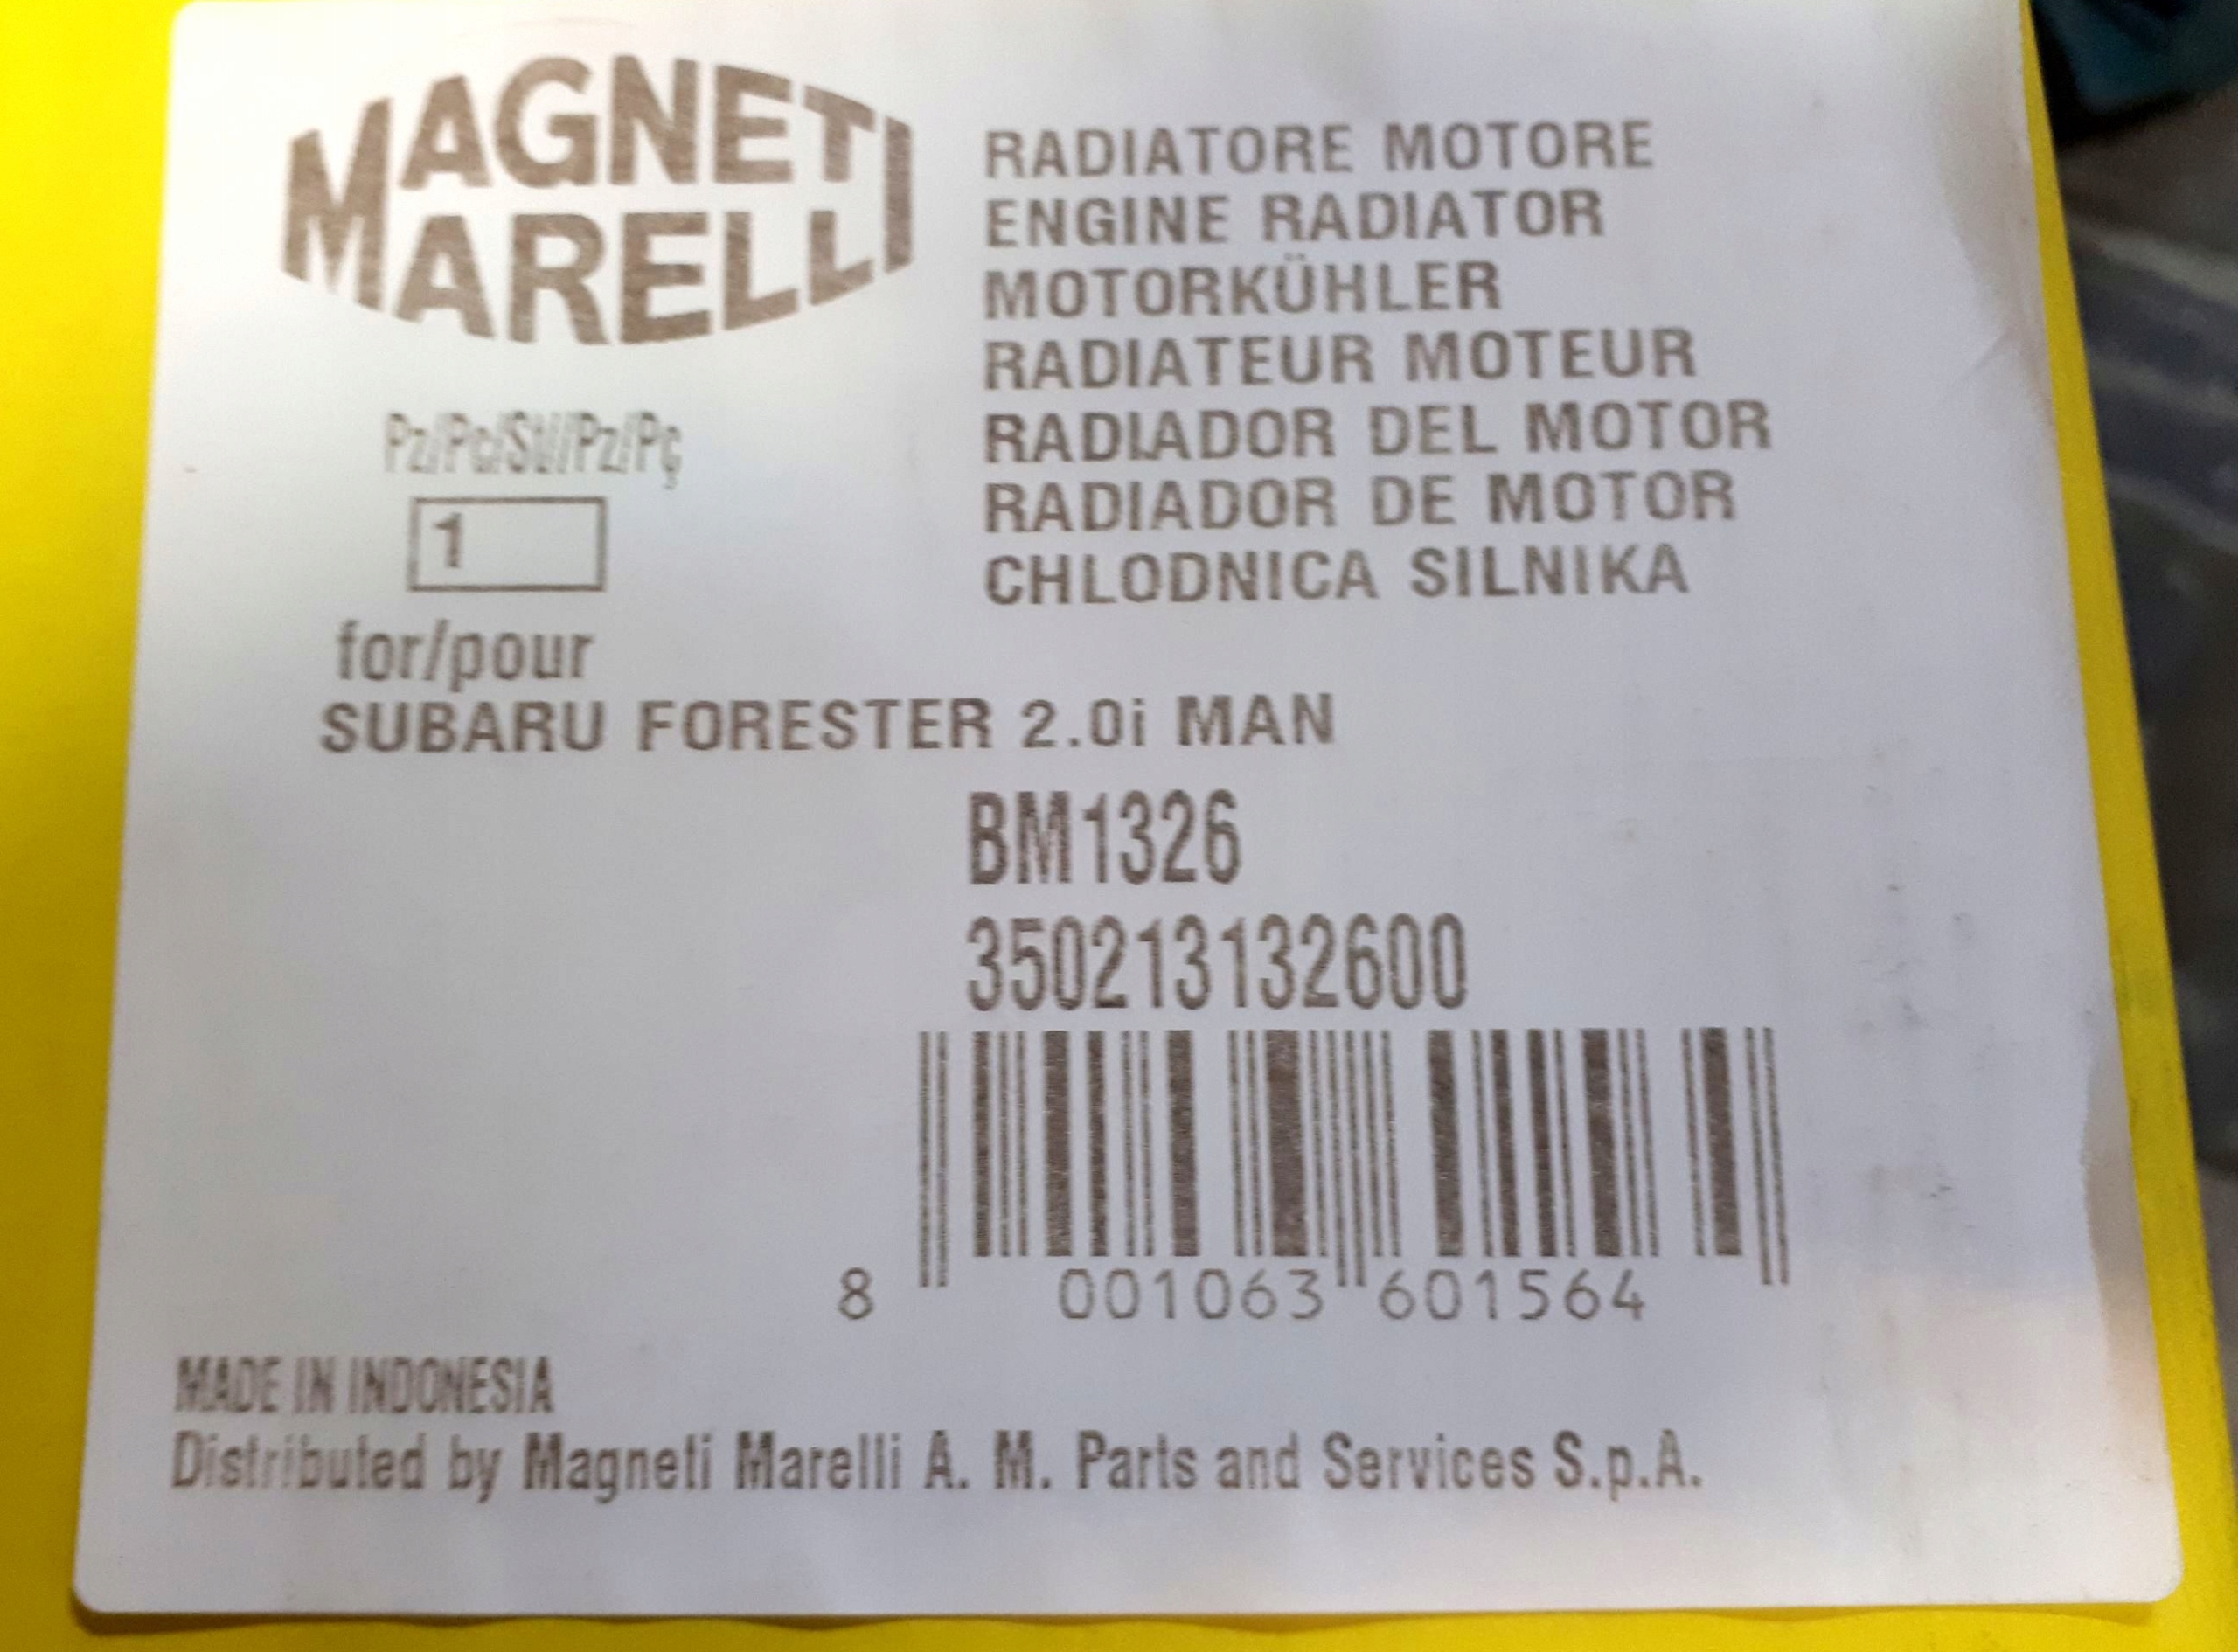 MAGNETI
MARELLI
RADIATORE MOTORE
ENGINE RADIATOR
MOTORKÜHLER
RADIATEUR MOTEUR
RADIADOR DEL MOTOR
RADIADOR DE MOTOR
CHLODNICA SILNIKA
Pz/Pc/St/Pz/Pç
1
for/pour
SUBARU FORESTER 2.0i MAN
BM1326
350213132600
8 001063 601564
MADE IN INDONESIA
Distributed by Magneti Marelli A. M. Parts and Services S.p.A.